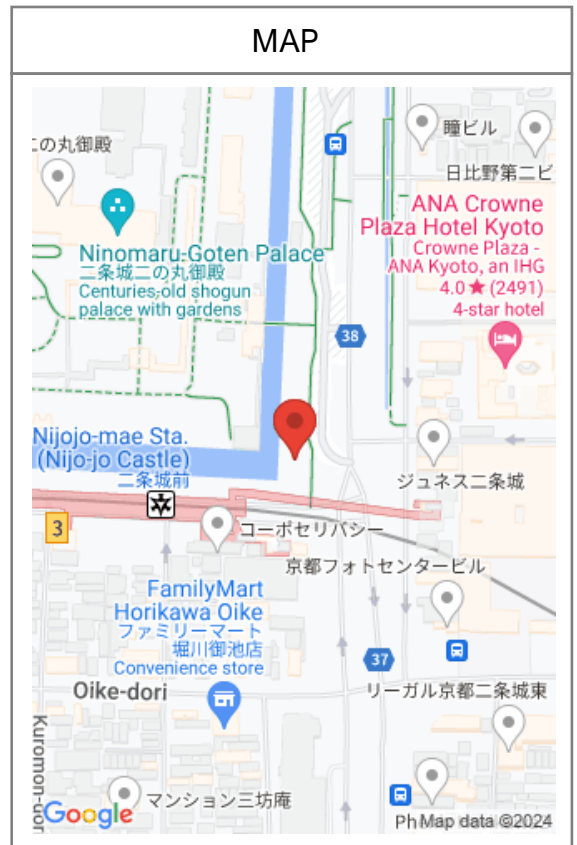 MAP
二の丸御殿
瞳ビル
日比野第二ビ
ANA Crowne
Plaza Hotel Kyoto
Crowne Plaza -
ANA Kyoto, an IHG
4.0★(2491)
4-star hotel
Ninomaru-Goten Palace
二条城二の丸御殿
Centuries-old shogun
palace with gardens
38
Nijojo-mae Sta.
(Nijo-jo Castle)
二条城前
ジュネス二条城
3
コーポセリバシー
京都フォトセンタービル
FamilyMart
Horikawa Oike
ファミリーマート
堀川御池店
Convenience store
37
Oike-dori
リーガル京都二条城東
Kuromon-dori
マンション三坊庵
Google
Ph
Map data ©2024